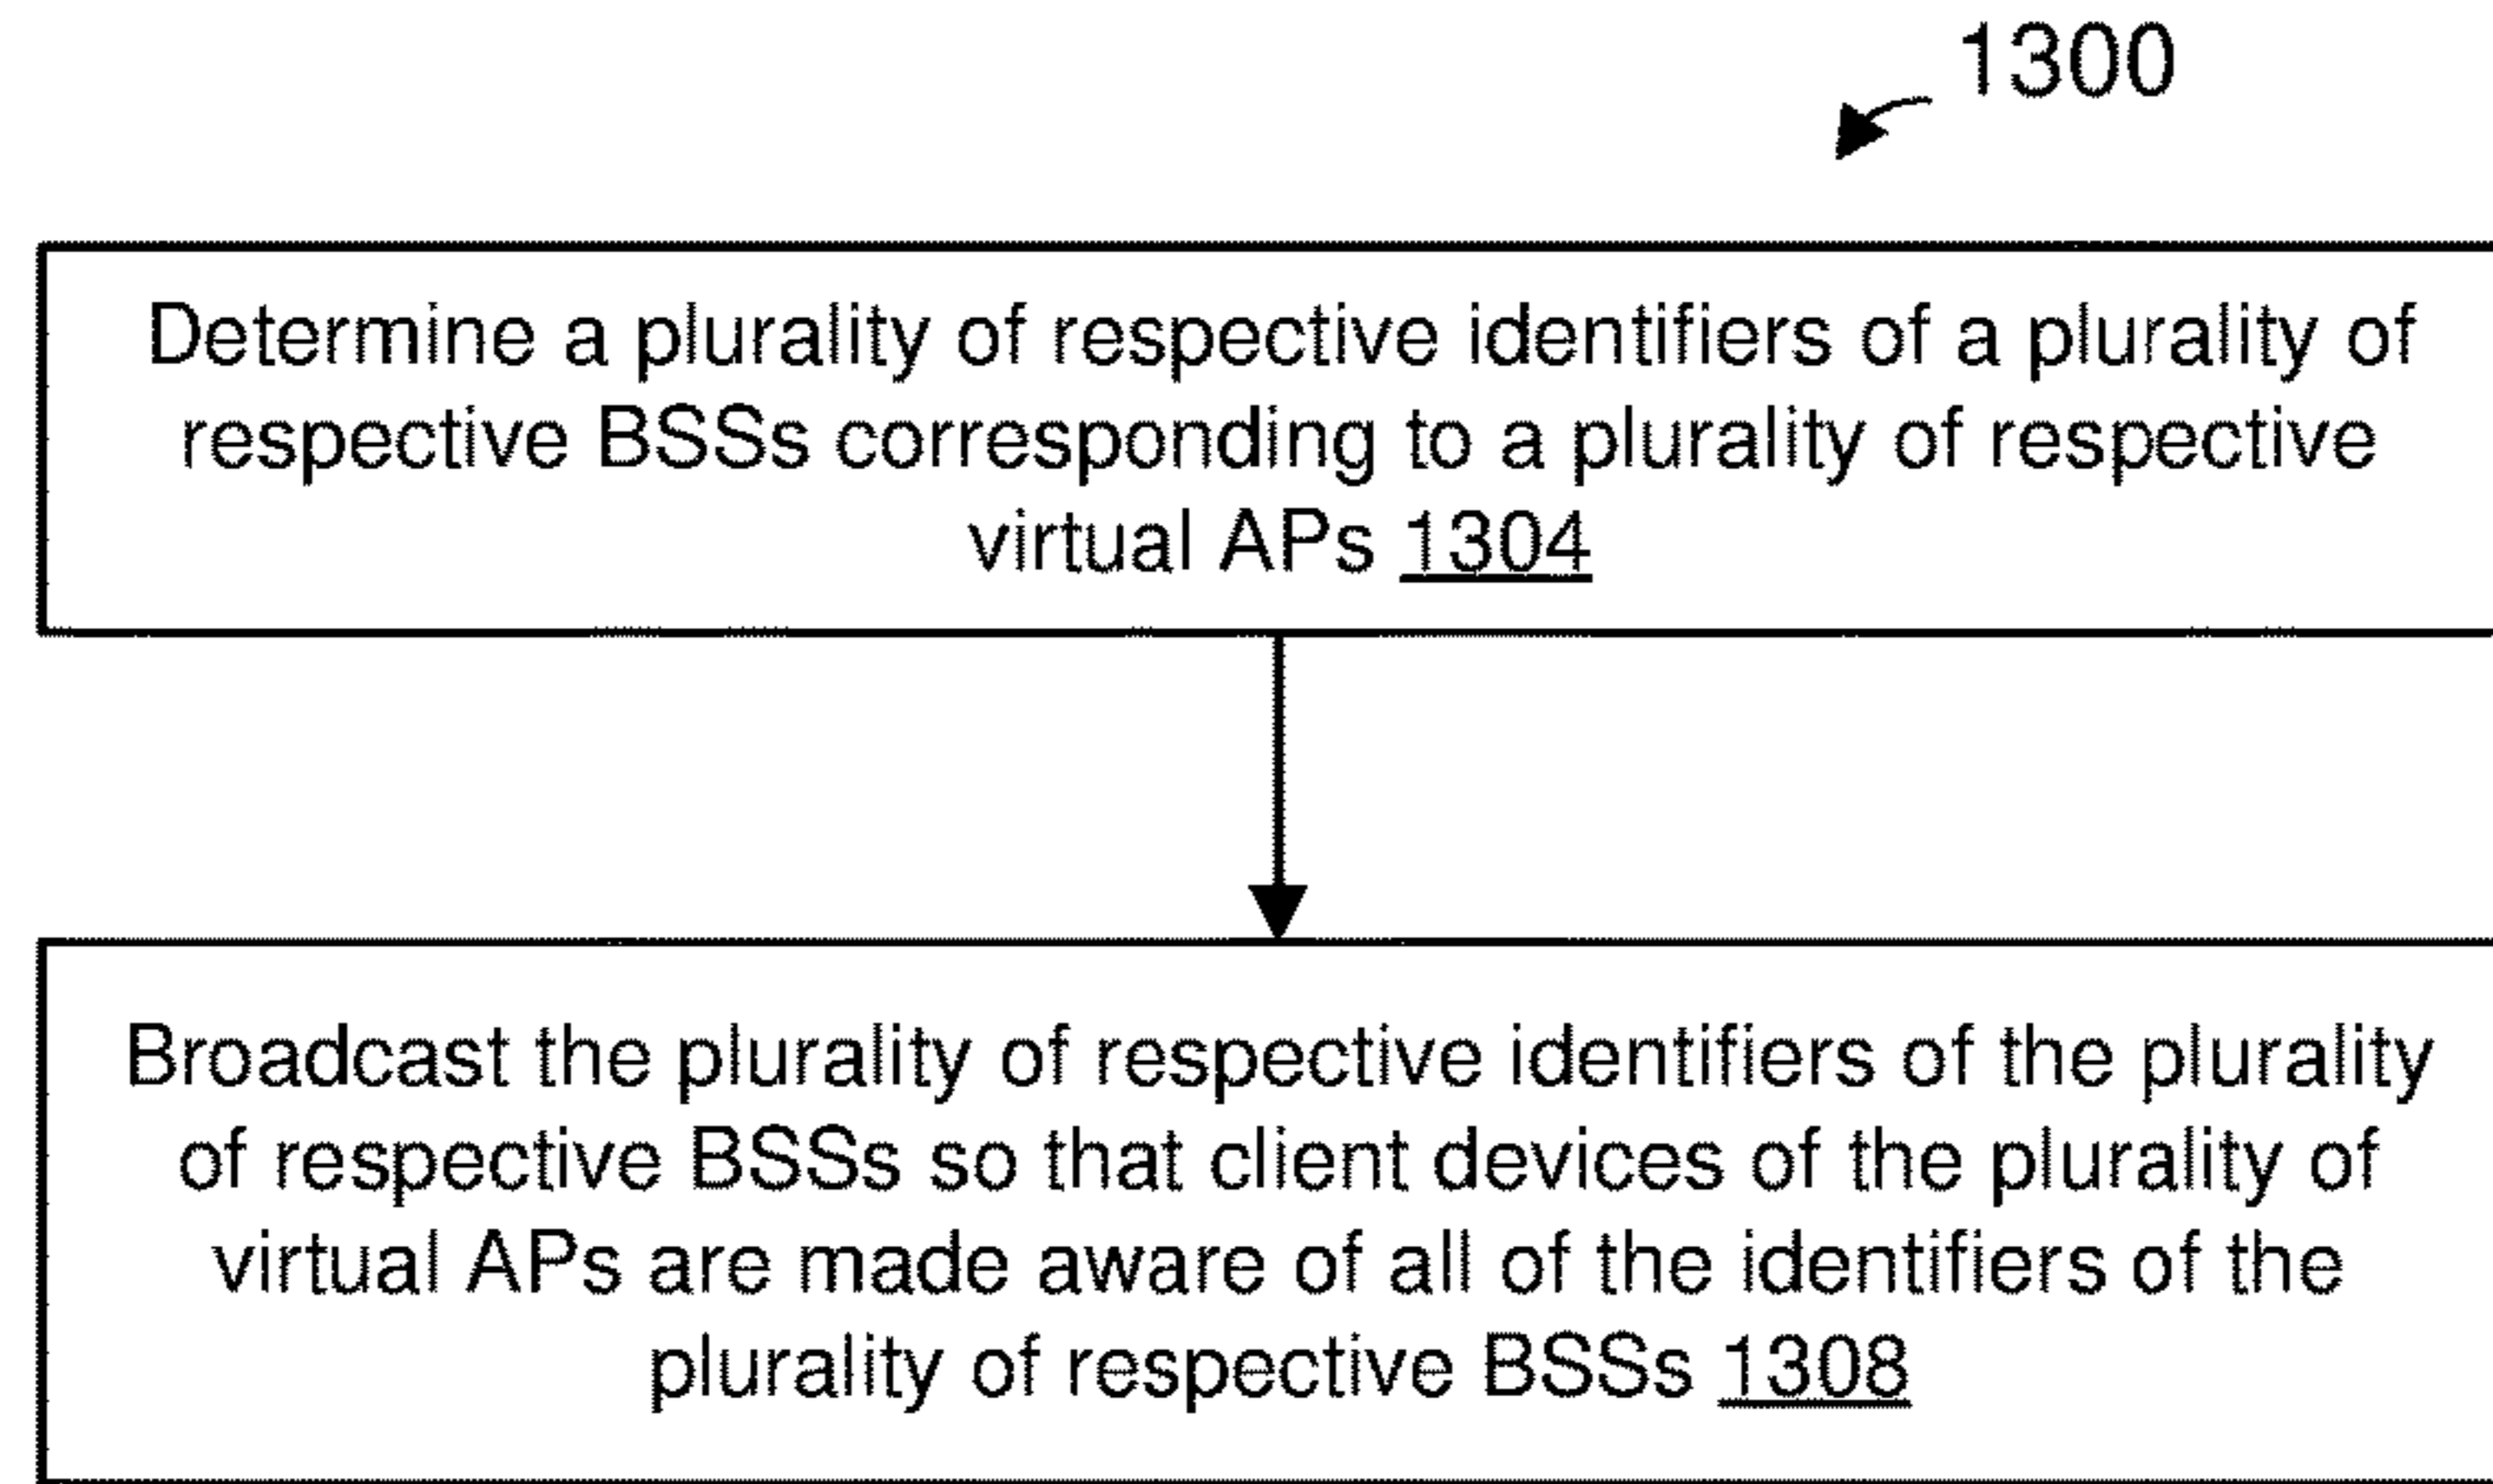 1300
Determine a plurality of respective identifiers of a plurality of
respective BSSs corresponding to a plurality of respective
virtual APs 1304
Broadcast the plurality of respective identifiers of the plurality
of respective BSSs so that client devices of the plurality of
virtual APs are made aware of all of the identifiers of the
plurality of respective BSSs 1308